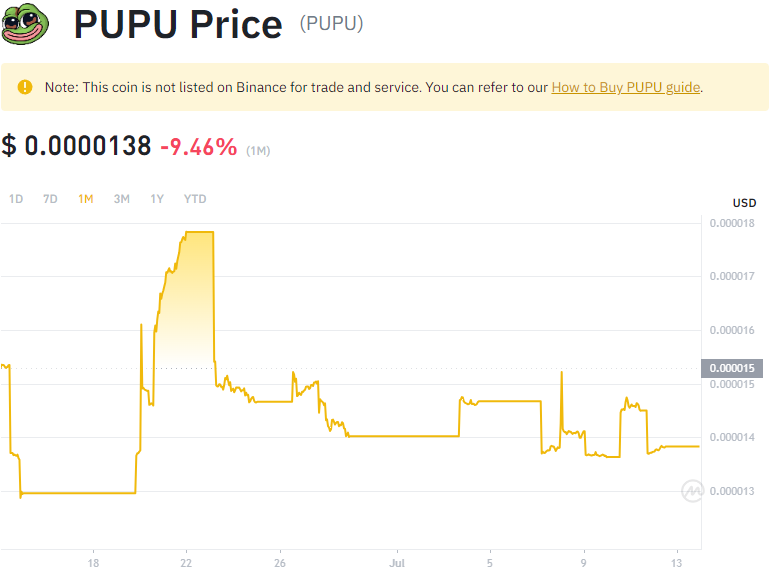 PUPU Price (PUPU)
Note: This coin is not listed on Binance for trade and service. You can refer to our How to Buy PUPU guide.
$ 0.0000138 -9.46% (1M)
1D 7D 1M 3M 1Y YTD
USD
0.000018
0.000017
0.000016
0.000015
0.000015
0.000014
0.000013
18 22 26 Jul 5 9 13